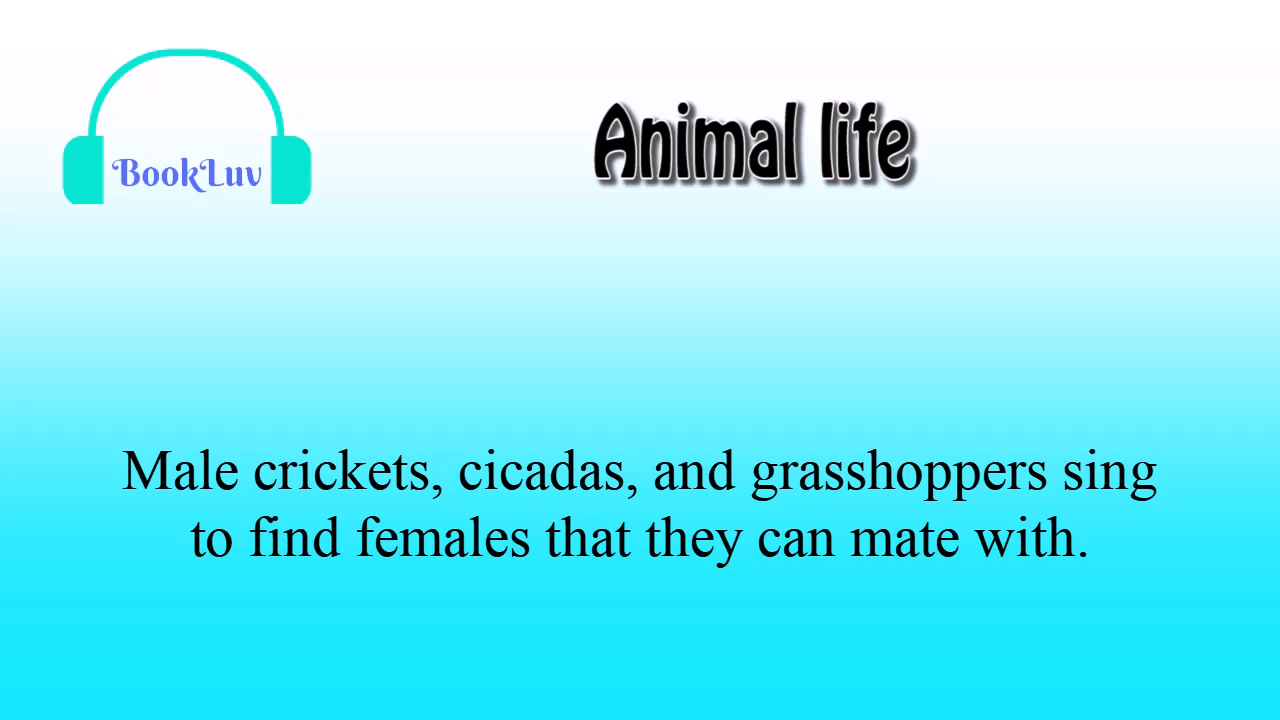 BookLuv
Animal life
Male crickets, cicadas, and grasshoppers sing
to find females that they can mate with.